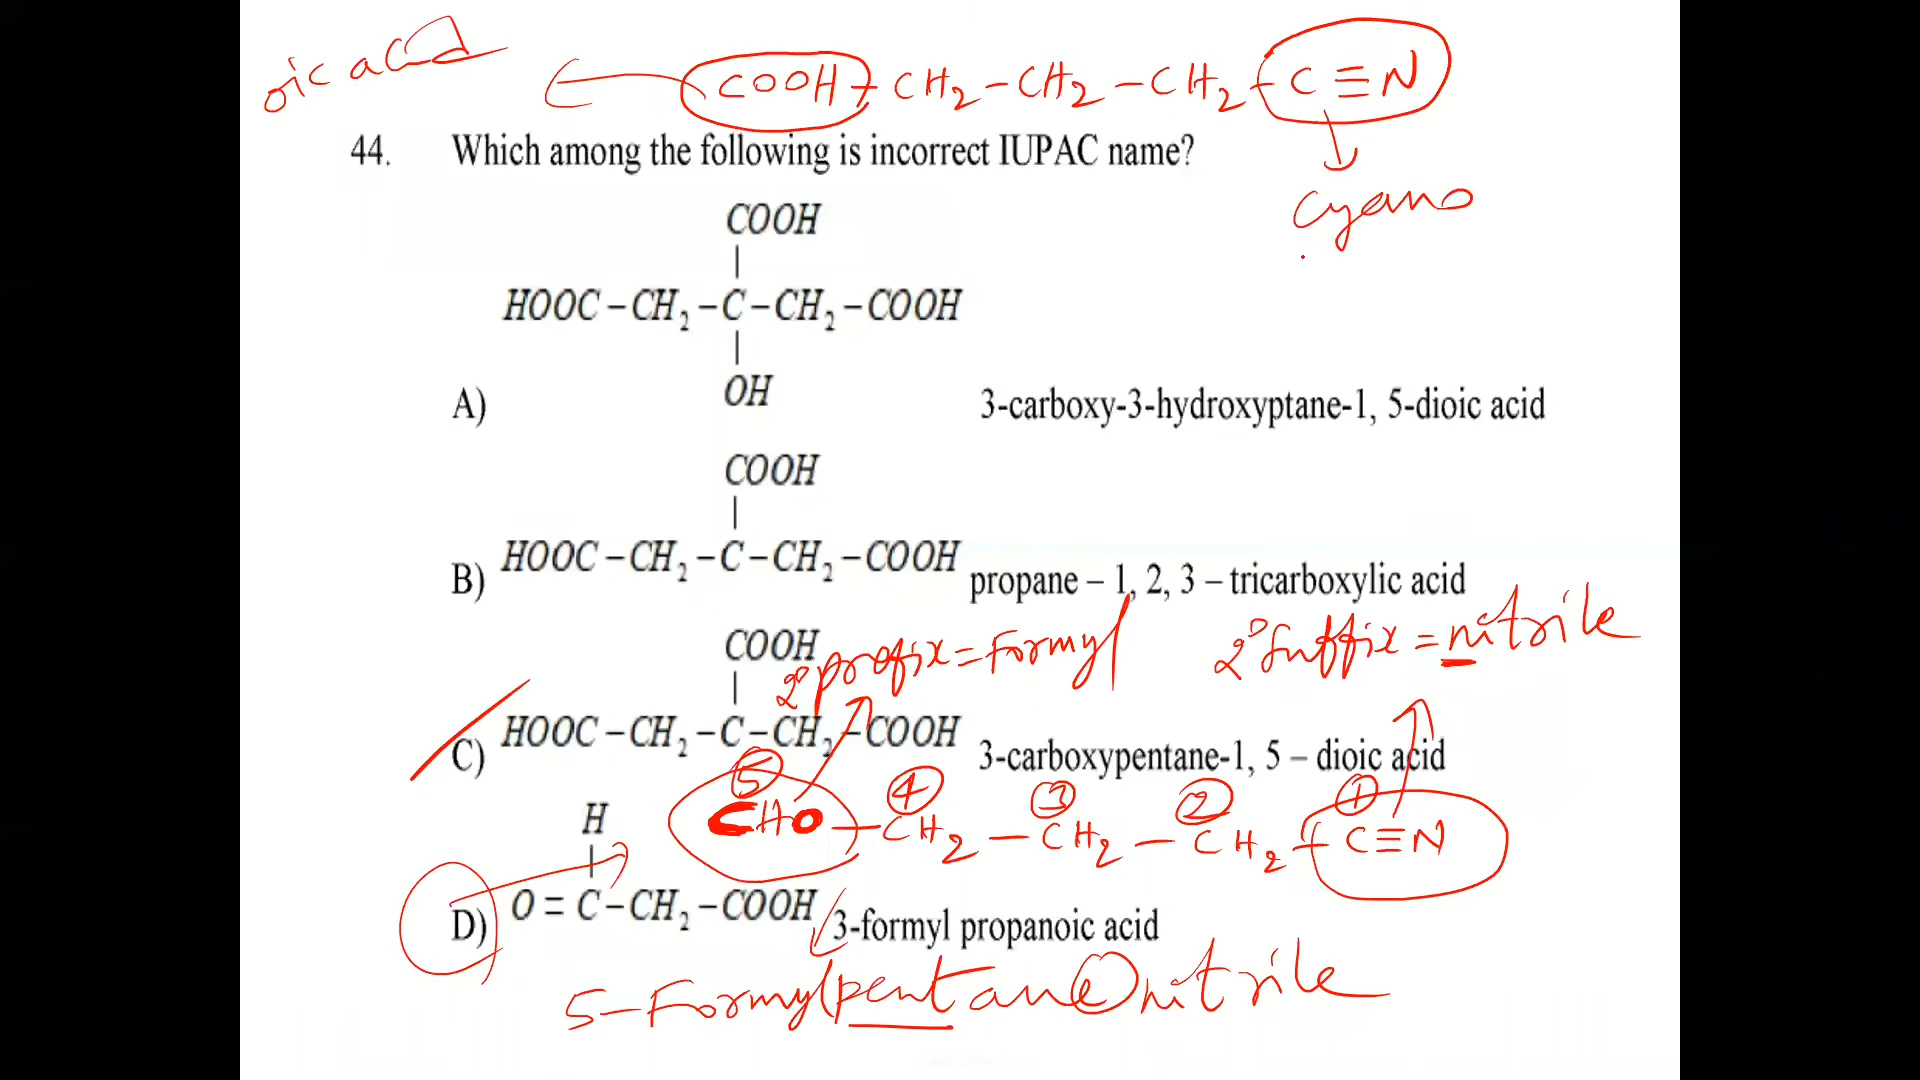 oic acid
COOH-CH2-CH2-CH2-C≡N
44. Which among the following is incorrect IUPAC name?
cyano
COOH
|
HOOC-CH2-C-CH2-COOH
|
OH
A) 3-carboxy-3-hydroxyptane-1, 5-dioic acid
COOH
|
HOOC-CH2-C-CH2-COOH
B) propane – 1, 2, 3 – tricarboxylic acid
2° prefix = Formyl 2° Suffix = nitrile
COOH
|
HOOC-CH2-C-CH2-COOH
C) 3-carboxypentane-1, 5 – dioic acid
5 4 3 2 1
CHO-CH2-CH2-CH2-C≡N
H
|
O=C-CH2-COOH
D) 3-formyl propanoic acid
5-Formylpentanenitrile